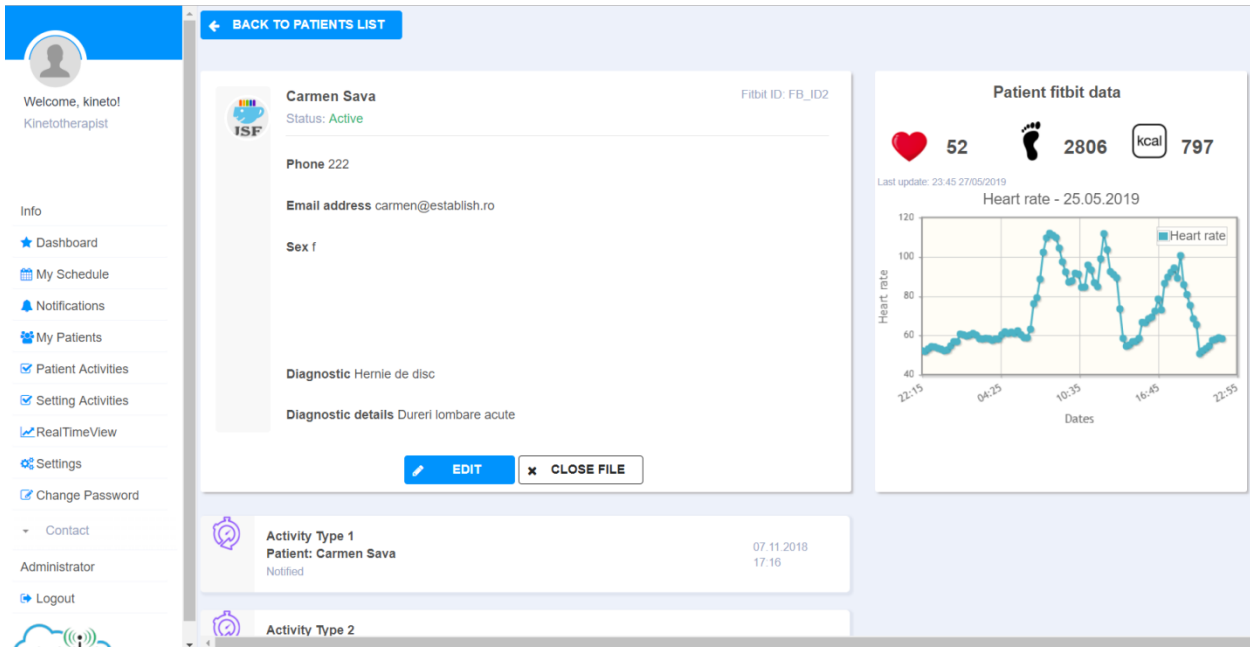 BACK TO PATIENTS LIST
Welcome, kineto!
Kinetotherapist
Info
Dashboard
My Schedule
Notifications
My Patients
Patient Activities
Setting Activities
RealTimeView
Settings
Change Password
Contact
Administrator
Logout
ISF
Carmen Sava
Fitbit ID: FB_ID2
Status: Active
Phone 222
Email address carmen@establish.ro
Sex f
Diagnostic Hernie de disc
Diagnostic details Dureri lombare acute
EDIT
CLOSE FILE
Patient fitbit data
52
2806
kcal 797
Last update: 23:45 27/05/2019
Heart rate - 25.05.2019
Heart rate
Heart rate
120
100
80
60
40
22:15
04:25
10:35
16:45
22:55
Dates
Activity Type 1
Patient: Carmen Sava
Notified
07.11.2018
17:16
Activity Type 2